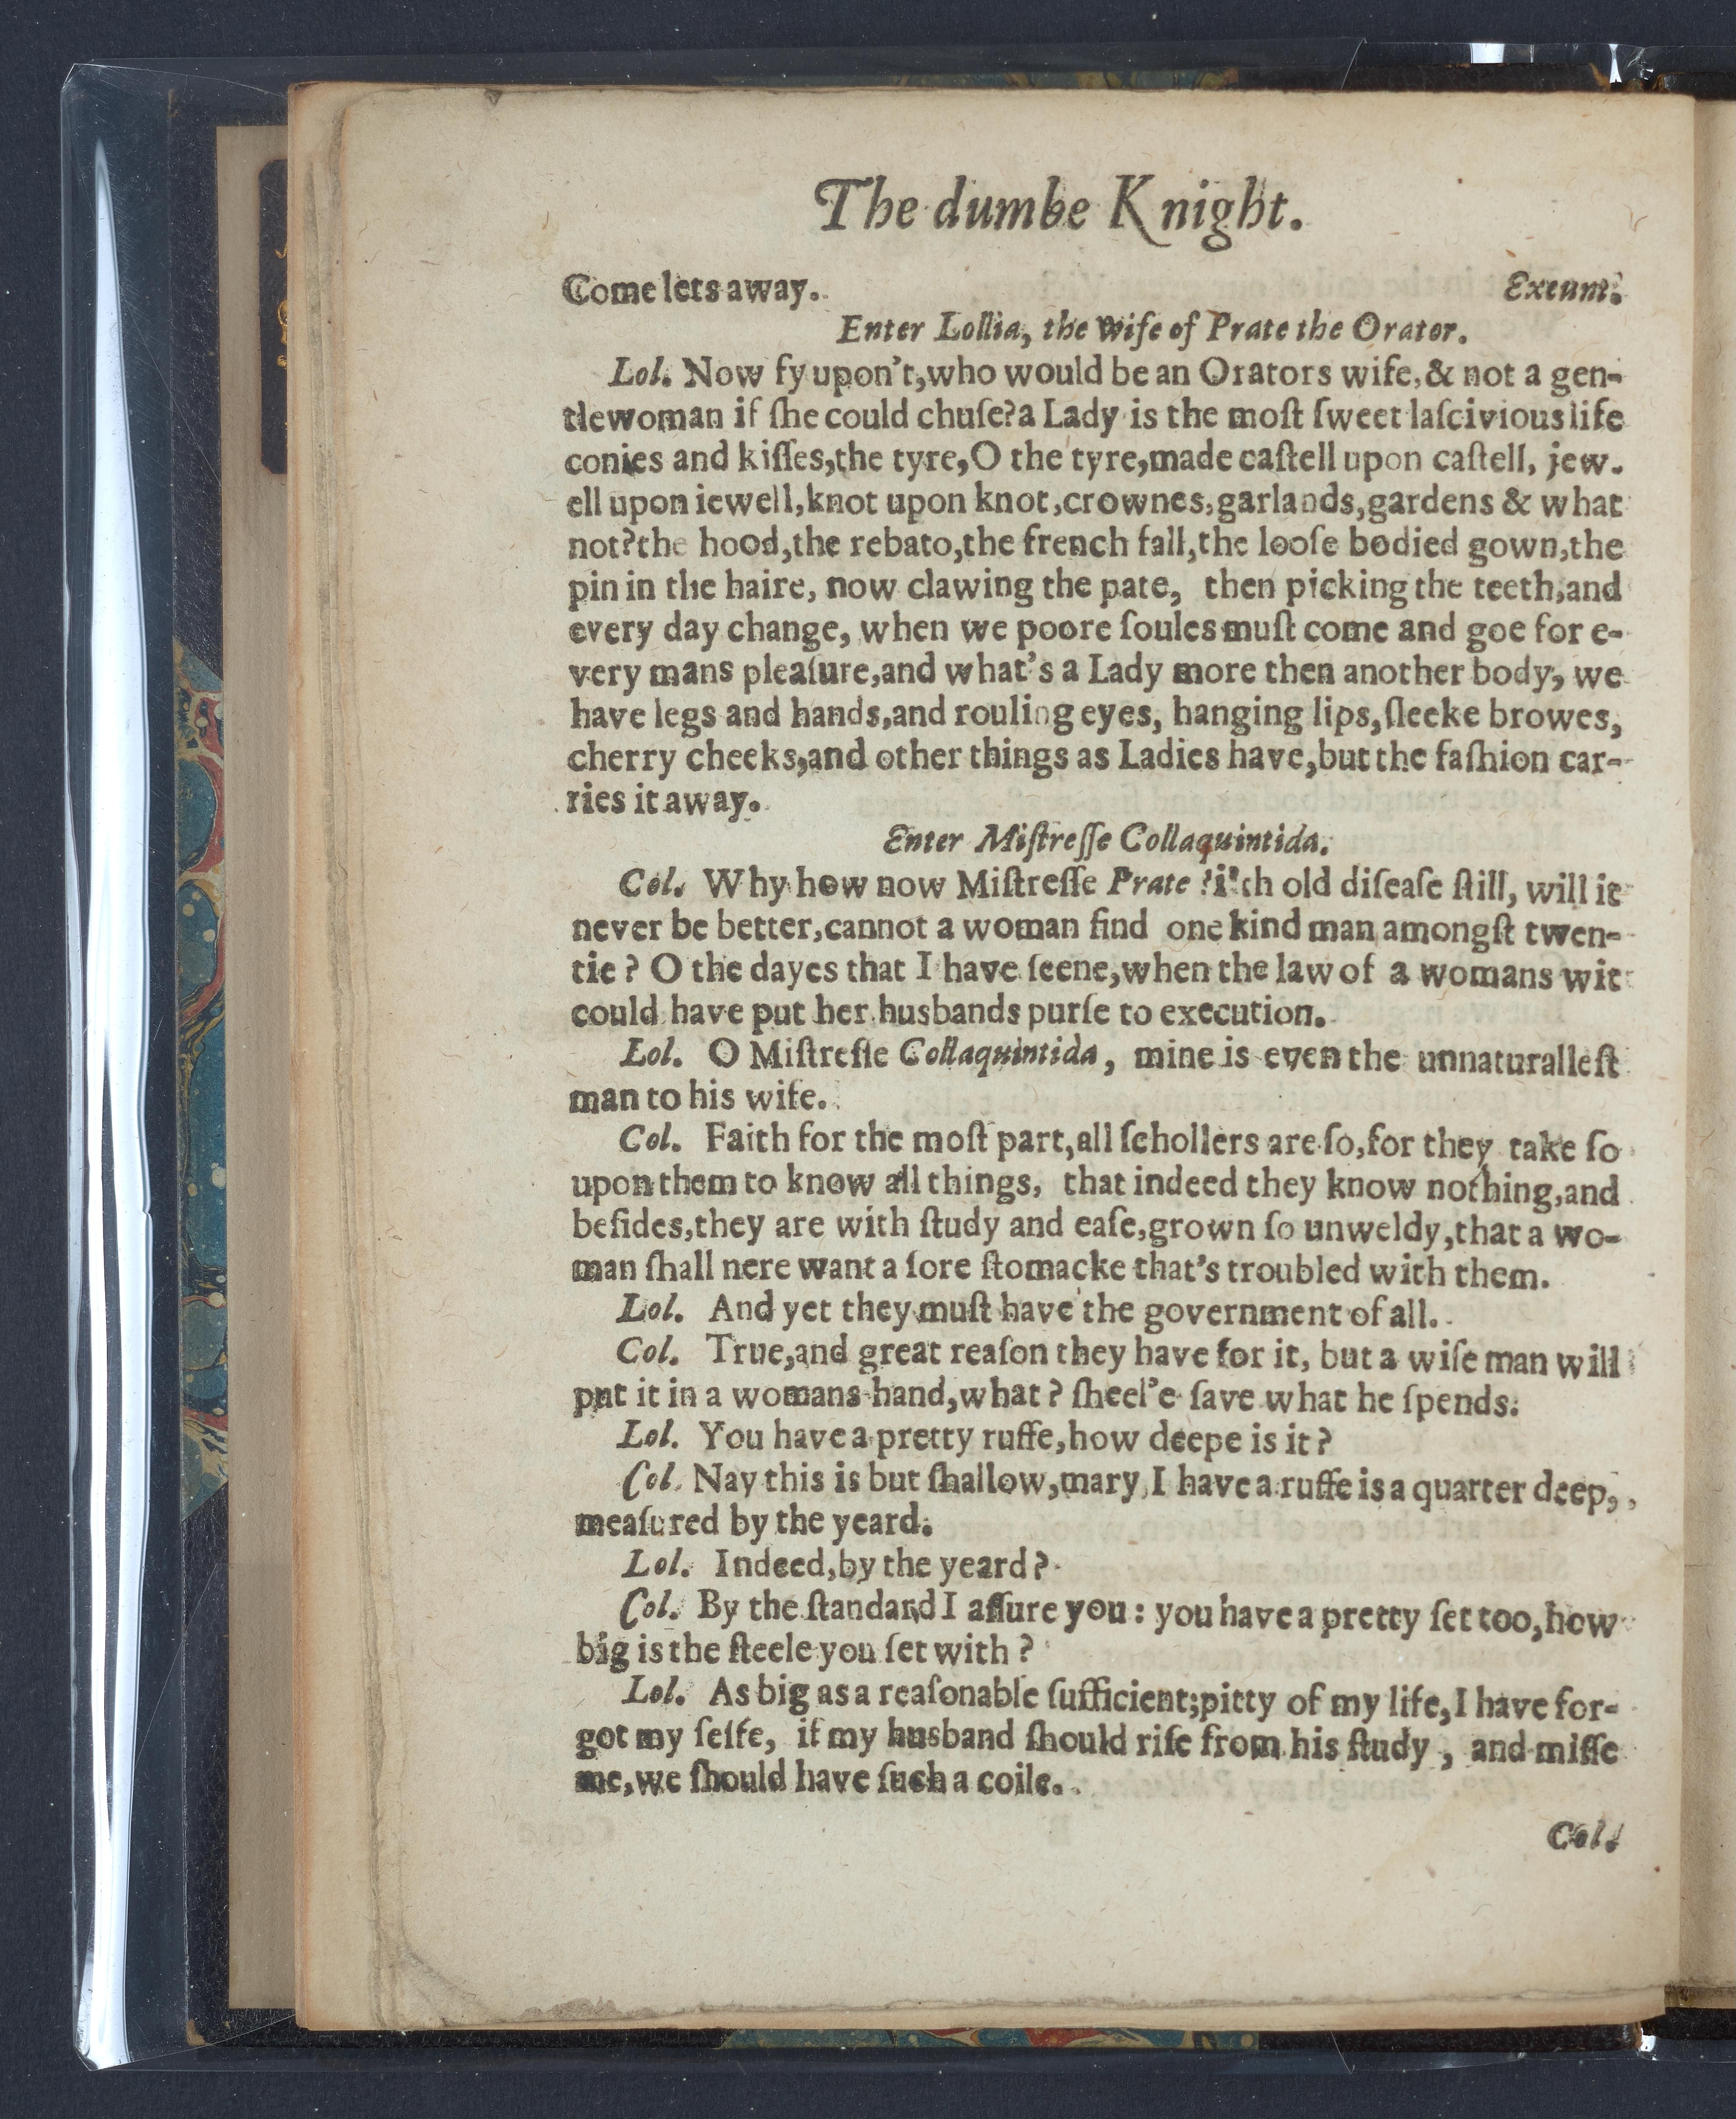 The dumbe Knight.
Come lets away. Exeunt.
Enter Lollia, the wife of Prate the Orator.
Lol. Now fy upon't, who would be an Orators wife, & not a gen-
tlewoman if ſhe could chuſe? a Lady is the moſt ſweet laſcivious life
conies and kiſſes, the tyre, O the tyre, made caſtell upon caſtell, jew-
ell upon iewell, knot upon knot, crownes, garlands, gardens & what
not? the hood, the rebato, the french fall, the looſe bodied gown, the
pin in the haire, now clawing the pate, then picking the teeth, and
every day change, when we poore ſoules muſt come and goe for e-
very mans pleaſure, and what's a Lady more then another body, we
have legs and hands, and rouling eyes, hanging lips, ſleeke browes,
cherry cheeks, and other things as Ladies have, but the faſhion car-
ries it away.
Enter Miſtreſſe Collaquintida.
Col. Why how now Miſtreſſe Prate? old diſeaſe ſtill, will it
never be better, cannot a woman find one kind man amongſt twen-
tie? O the dayes that I have ſeene, when the law of a womans wit
could have put her husbands purſe to execution.
Lol. O Miſtreſſe Collaquintida, mine is even the unnaturalleſt
man to his wife.
Col. Faith for the moſt part, all ſchollers are ſo, for they take ſo
upon them to know all things, that indeed they know nothing, and
beſides, they are with ſtudy and eaſe, grown ſo unweldy, that a wo-
man ſhall nere want a ſore ſtomacke that's troubled with them.
Lol. And yet they muſt have the government of all.
Col. True, and great reaſon they have for it, but a wiſe man will
put it in a womans hand, what? ſheel'e ſave what he ſpends.
Lol. You have a pretty ruffe, how deepe is it?
Col. Nay this is but ſhallow, mary I have a ruffe is a quarter deep,
meaſured by the yeard.
Lol. Indeed, by the yeard?
Col. By the ſtandard I aſſure you: you have a pretty ſet too, how
big is the ſteele you ſet with?
Lol. As big as a reaſonable ſufficient; pitty of my life, I have for-
got my ſelfe, if my husband ſhould riſe from his ſtudy, and miſſe
me, we ſhould have ſuch a coile.
Col.